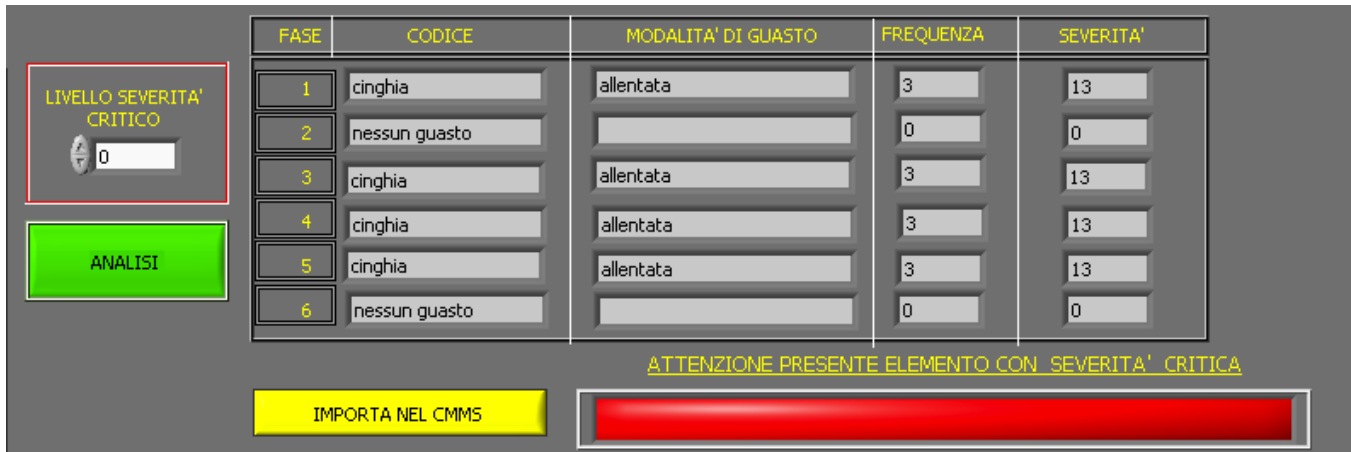 FASE CODICE MODALITA' DI GUASTO FREQUENZA SEVERITA'
LIVELLO SEVERITA'
CRITICO
0
ANALISI
1 cinghia allentata 3 13
2 nessun guasto 0 0
3 cinghia allentata 3 13
4 cinghia allentata 3 13
5 cinghia allentata 3 13
6 nessun guasto 0 0
ATTENZIONE PRESENTE ELEMENTO CON SEVERITA' CRITICA
IMPORTA NEL CMMS